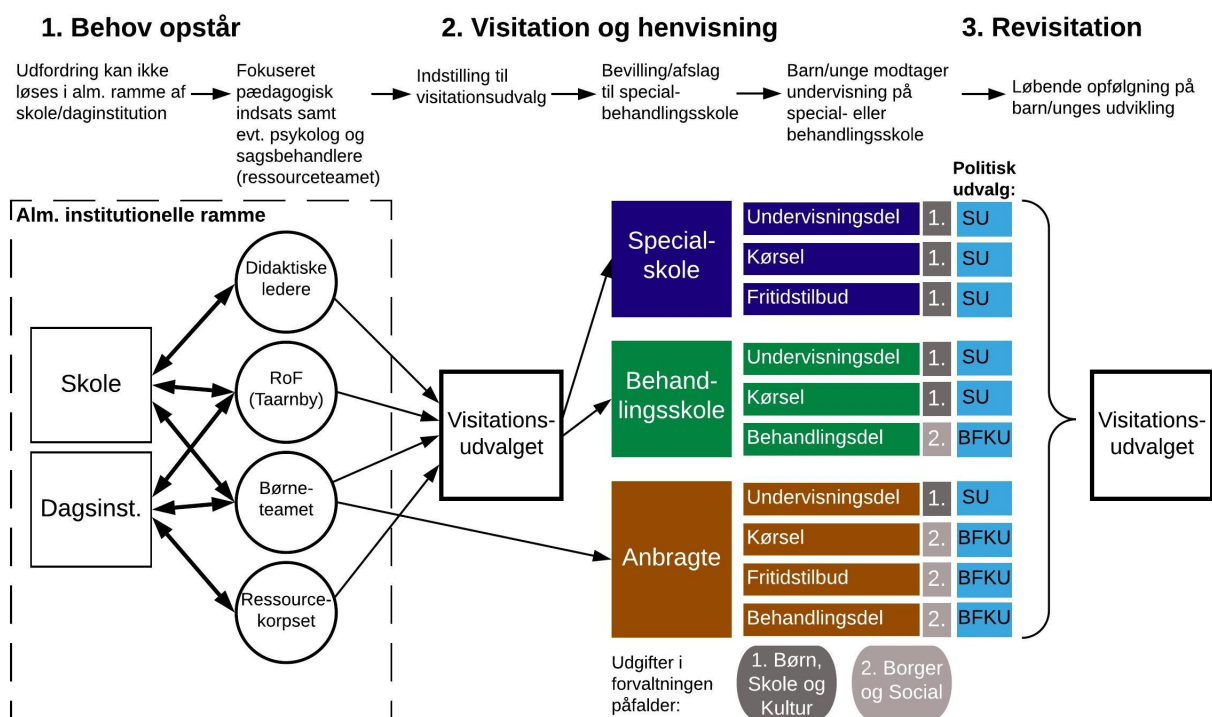 1. Behov opstår
2. Visitation og henvisning
3. Revisitation
Udfordring kan ikke
løses i alm. ramme af
skole/daginstitution
Fokuseret
pædagogisk
indsats samt
evt. psykolog og
sagsbehandlere
(ressourceteamet)
Indstilling til
visitationsudvalg
Bevilling/afslag
til special-
behandlingsskole
Barn/unge modtager
undervisning på
special- eller
behandlingsskole
Løbende opfølgning på
barn/unges udvikling
Alm. institutionelle ramme
Skole
Dagsinst.
Didaktiske
ledere
RoF
(Taarnby)
Børne-
teamet
Ressource-
korpset
Visitations-
udvalget
Politisk
udvalg:
Special-
skole
Undervisningsdel 1. SU
Kørsel 1. SU
Fritidstilbud 1. SU
Behand-
lingsskole
Undervisningsdel 1. SU
Kørsel 1. SU
Behandlingsdel 2. BFKU
Anbragte
Undervisningsdel 1. SU
Kørsel 2. BFKU
Fritidstilbud 2. BFKU
Behandlingsdel 2. BFKU
Visitations-
udvalget
Udgifter i
forvaltningen
påfalder:
1. Børn,
Skole og
Kultur
2. Borger
og Social